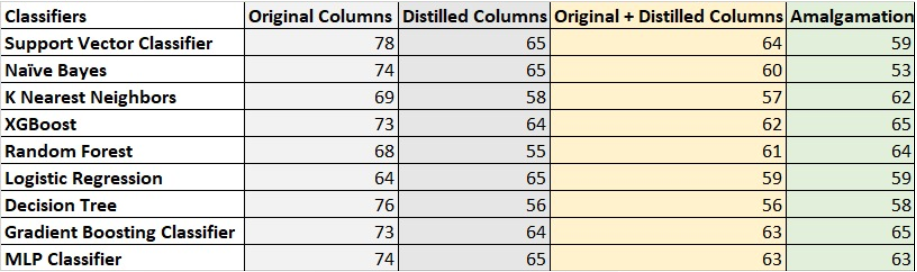 Classifiers Original Columns Distilled Columns Original + Distilled Columns Amalgamation
Support Vector Classifier 78 65 64 59
Naïve Bayes 74 65 60 53
K Nearest Neighbors 69 58 57 62
XGBoost 73 64 62 65
Random Forest 68 55 61 64
Logistic Regression 64 65 59 59
Decision Tree 76 56 56 58
Gradient Boosting Classifier 73 64 63 65
MLP Classifier 74 65 63 63